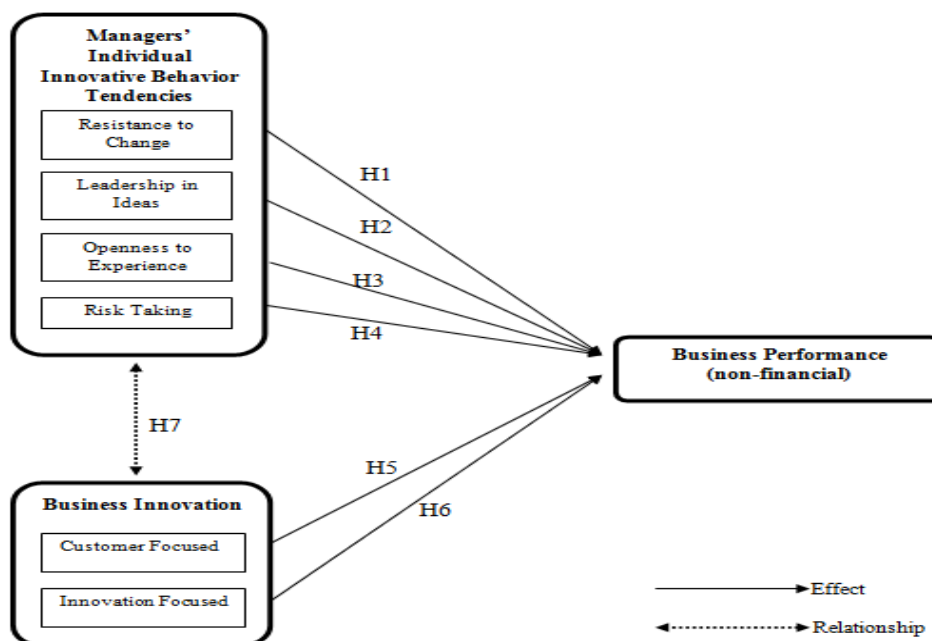 Managers'
Individual
Innovative Behavior
Tendencies
Resistance to
Change
Leadership in
Ideas
Openness to
Experience
Risk Taking
H1
H2
H3
H4
Business Performance
(non-financial)
H7
H5
H6
Business Innovation
Customer Focused
Innovation Focused
Effect
Relationship